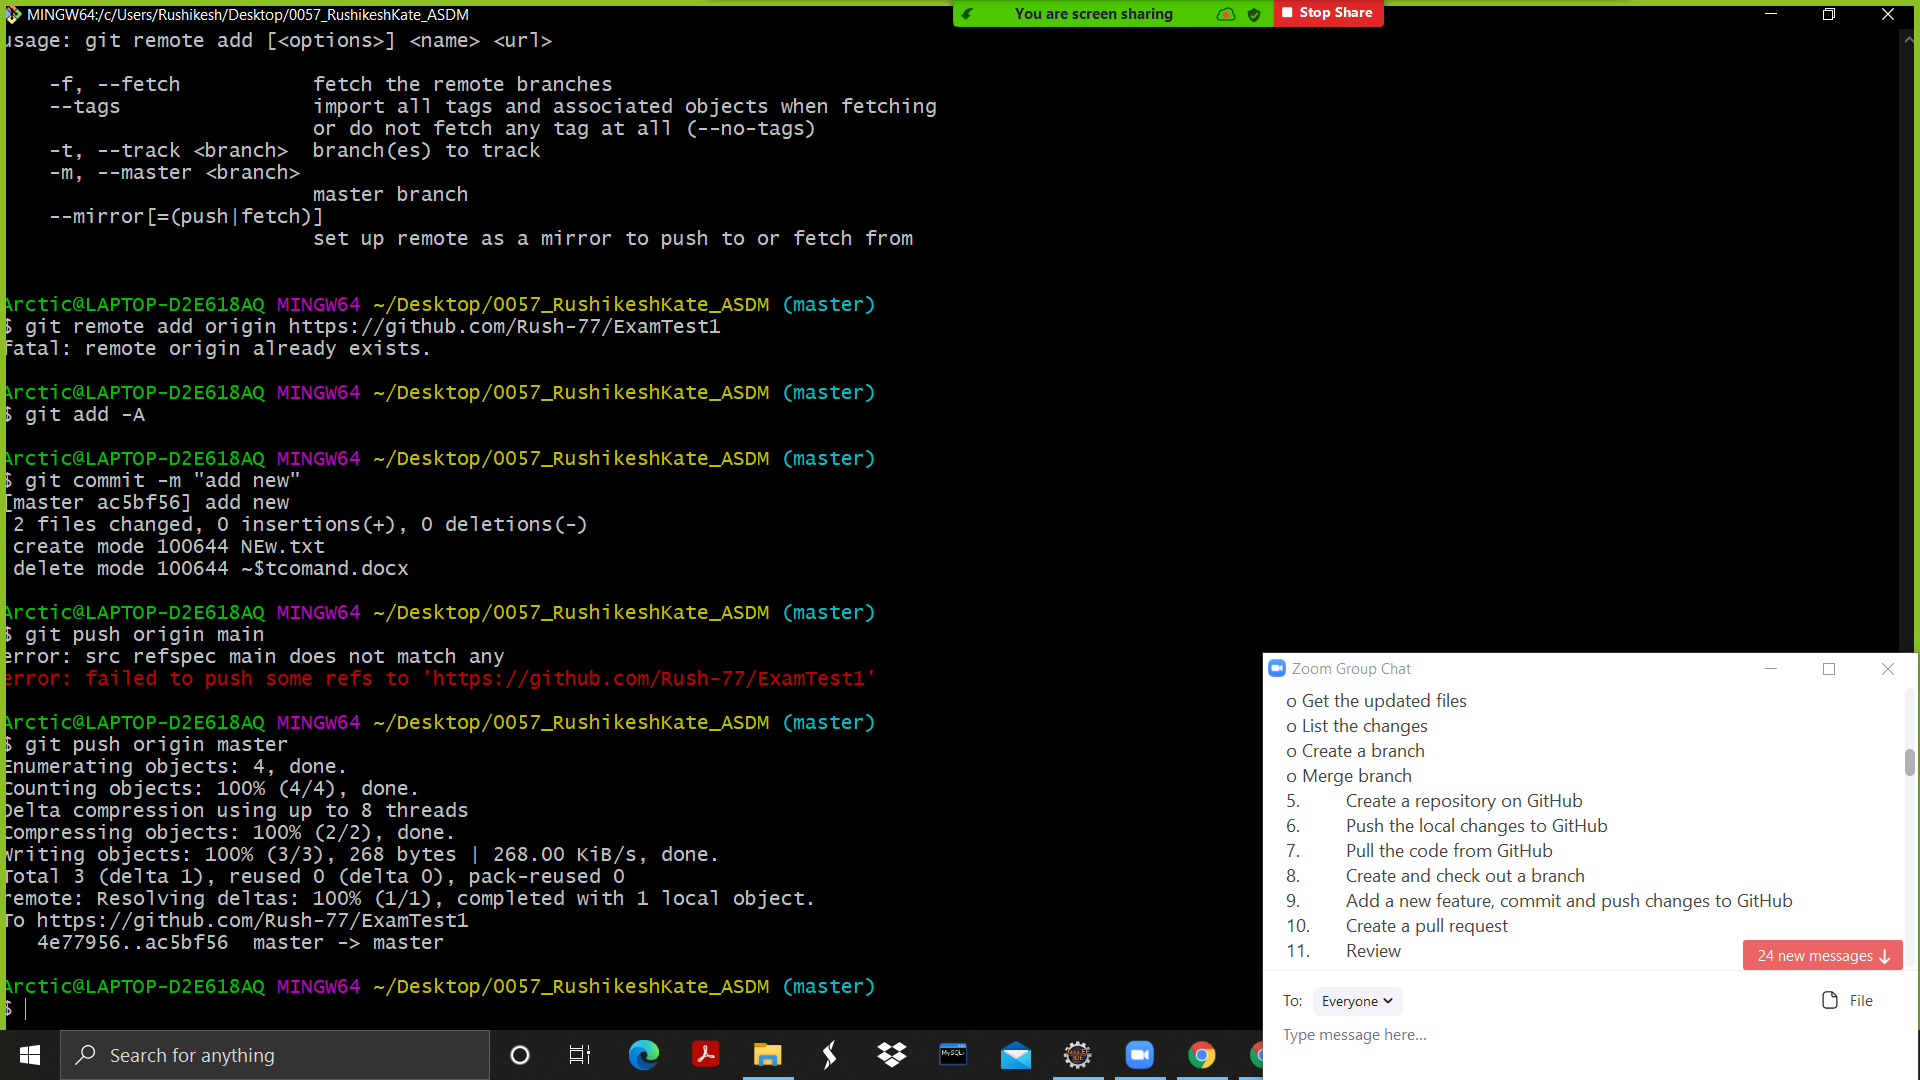 MINGW64:/c/Users/Rushikesh/Desktop/0057_RushikeshKate_ASDM
You are screen sharing
Stop Share
usage: git remote add [<options>] <name> <url>
-f, --fetch fetch the remote branches
--tags import all tags and associated objects when fetching
or do not fetch any tag at all (--no-tags)
-t, --track <branch> branch(es) to track
-m, --master <branch>
master branch
--mirror[=(push|fetch)]
set up remote as a mirror to push to or fetch from
Arctic@LAPTOP-D2E618AQ MINGW64 ~/Desktop/0057_RushikeshKate_ASDM (master)
$ git remote add origin https://github.com/Rush-77/ExamTest1
fatal: remote origin already exists.
Arctic@LAPTOP-D2E618AQ MINGW64 ~/Desktop/0057_RushikeshKate_ASDM (master)
$ git add -A
Arctic@LAPTOP-D2E618AQ MINGW64 ~/Desktop/0057_RushikeshKate_ASDM (master)
$ git commit -m "add new"
[master ac5bf56] add new
2 files changed, 0 insertions(+), 0 deletions(-)
create mode 100644 NEw.txt
delete mode 100644 ~$tcomand.docx
Arctic@LAPTOP-D2E618AQ MINGW64 ~/Desktop/0057_RushikeshKate_ASDM (master)
$ git push origin main
error: src refspec main does not match any
error: failed to push some refs to 'https://github.com/Rush-77/ExamTest1'
Arctic@LAPTOP-D2E618AQ MINGW64 ~/Desktop/0057_RushikeshKate_ASDM (master)
$ git push origin master
Enumerating objects: 4, done.
Counting objects: 100% (4/4), done.
Delta compression using up to 8 threads
Compressing objects: 100% (2/2), done.
Writing objects: 100% (3/3), 268 bytes | 268.00 KiB/s, done.
Total 3 (delta 1), reused 0 (delta 0), pack-reused 0
remote: Resolving deltas: 100% (1/1), completed with 1 local object.
To https://github.com/Rush-77/ExamTest1
4e77956..ac5bf56 master -> master
Arctic@LAPTOP-D2E618AQ MINGW64 ~/Desktop/0057_RushikeshKate_ASDM (master)
$
Zoom Group Chat
o Get the updated files
o List the changes
o Create a branch
o Merge branch
5. Create a repository on GitHub
6. Push the local changes to GitHub
7. Pull the code from GitHub
8. Create and check out a branch
9. Add a new feature, commit and push changes to GitHub
10. Create a pull request
11. Review
24 new messages
To: Everyone
File
Type message here...
Search for anything